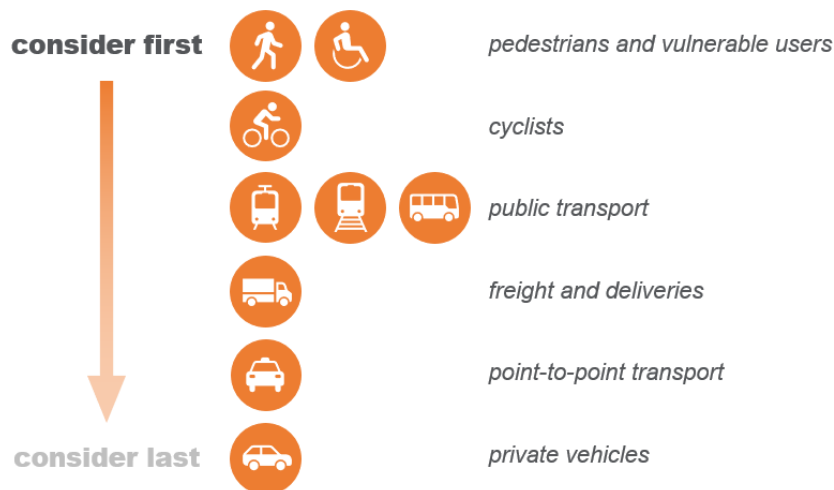 consider first
pedestrians and vulnerable users
cyclists
public transport
freight and deliveries
point-to-point transport
consider last
private vehicles